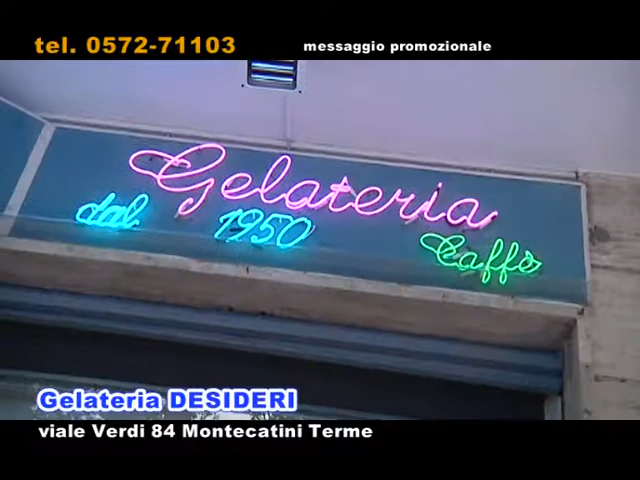 tel. 0572-71103
messaggio promozionale
Gelateria
dal 1950
Caffè
Gelateria DESIDERI
viale Verdi 84 Montecatini Terme